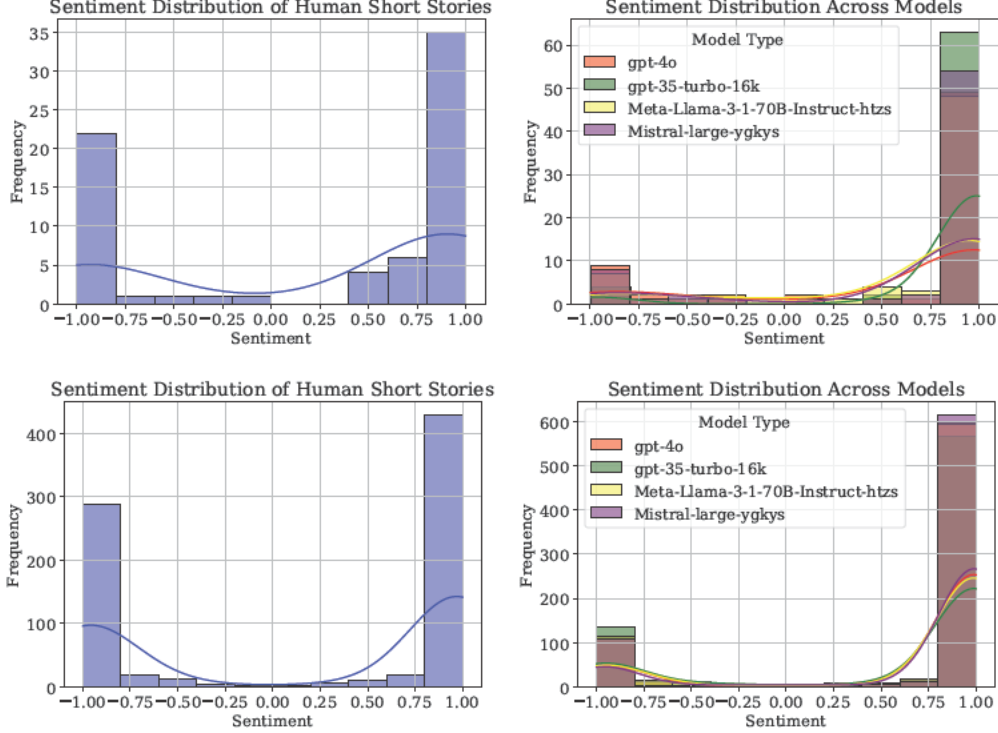 Sentiment Distribution of Human Short Stories
35
30
25
20
15
10
5
0
Frequency
−1.00 −0.75 −0.50 −0.25 0.00 0.25 0.50 0.75 1.00
Sentiment
Sentiment Distribution Across Models
60
50
40
30
20
10
0
Frequency
Model Type
gpt-4o
gpt-35-turbo-16k
Meta-Llama-3-1-70B-Instruct-htzs
Mistral-large-ygkys
−1.00 −0.75 −0.50 −0.25 0.00 0.25 0.50 0.75 1.00
Sentiment
Sentiment Distribution of Human Short Stories
400
300
200
100
0
Frequency
−1.00 −0.75 −0.50 −0.25 0.00 0.25 0.50 0.75 1.00
Sentiment
Sentiment Distribution Across Models
600
500
400
300
200
100
0
Frequency
Model Type
gpt-4o
gpt-35-turbo-16k
Meta-Llama-3-1-70B-Instruct-htzs
Mistral-large-ygkys
−1.00 −0.75 −0.50 −0.25 0.00 0.25 0.50 0.75 1.00
Sentiment